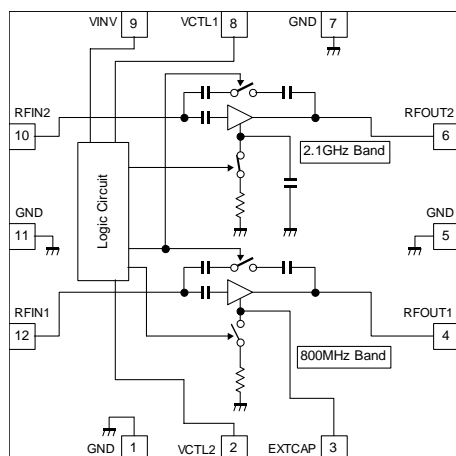 VINV
VCTL1
GND
9
8
7
RFIN2
RFOUT2
10
6
2.1GHz Band
Logic Circuit
GND
GND
11
5
RFIN1
RFOUT1
12
4
800MHz Band
1
2
3
GND
VCTL2
EXTCAP